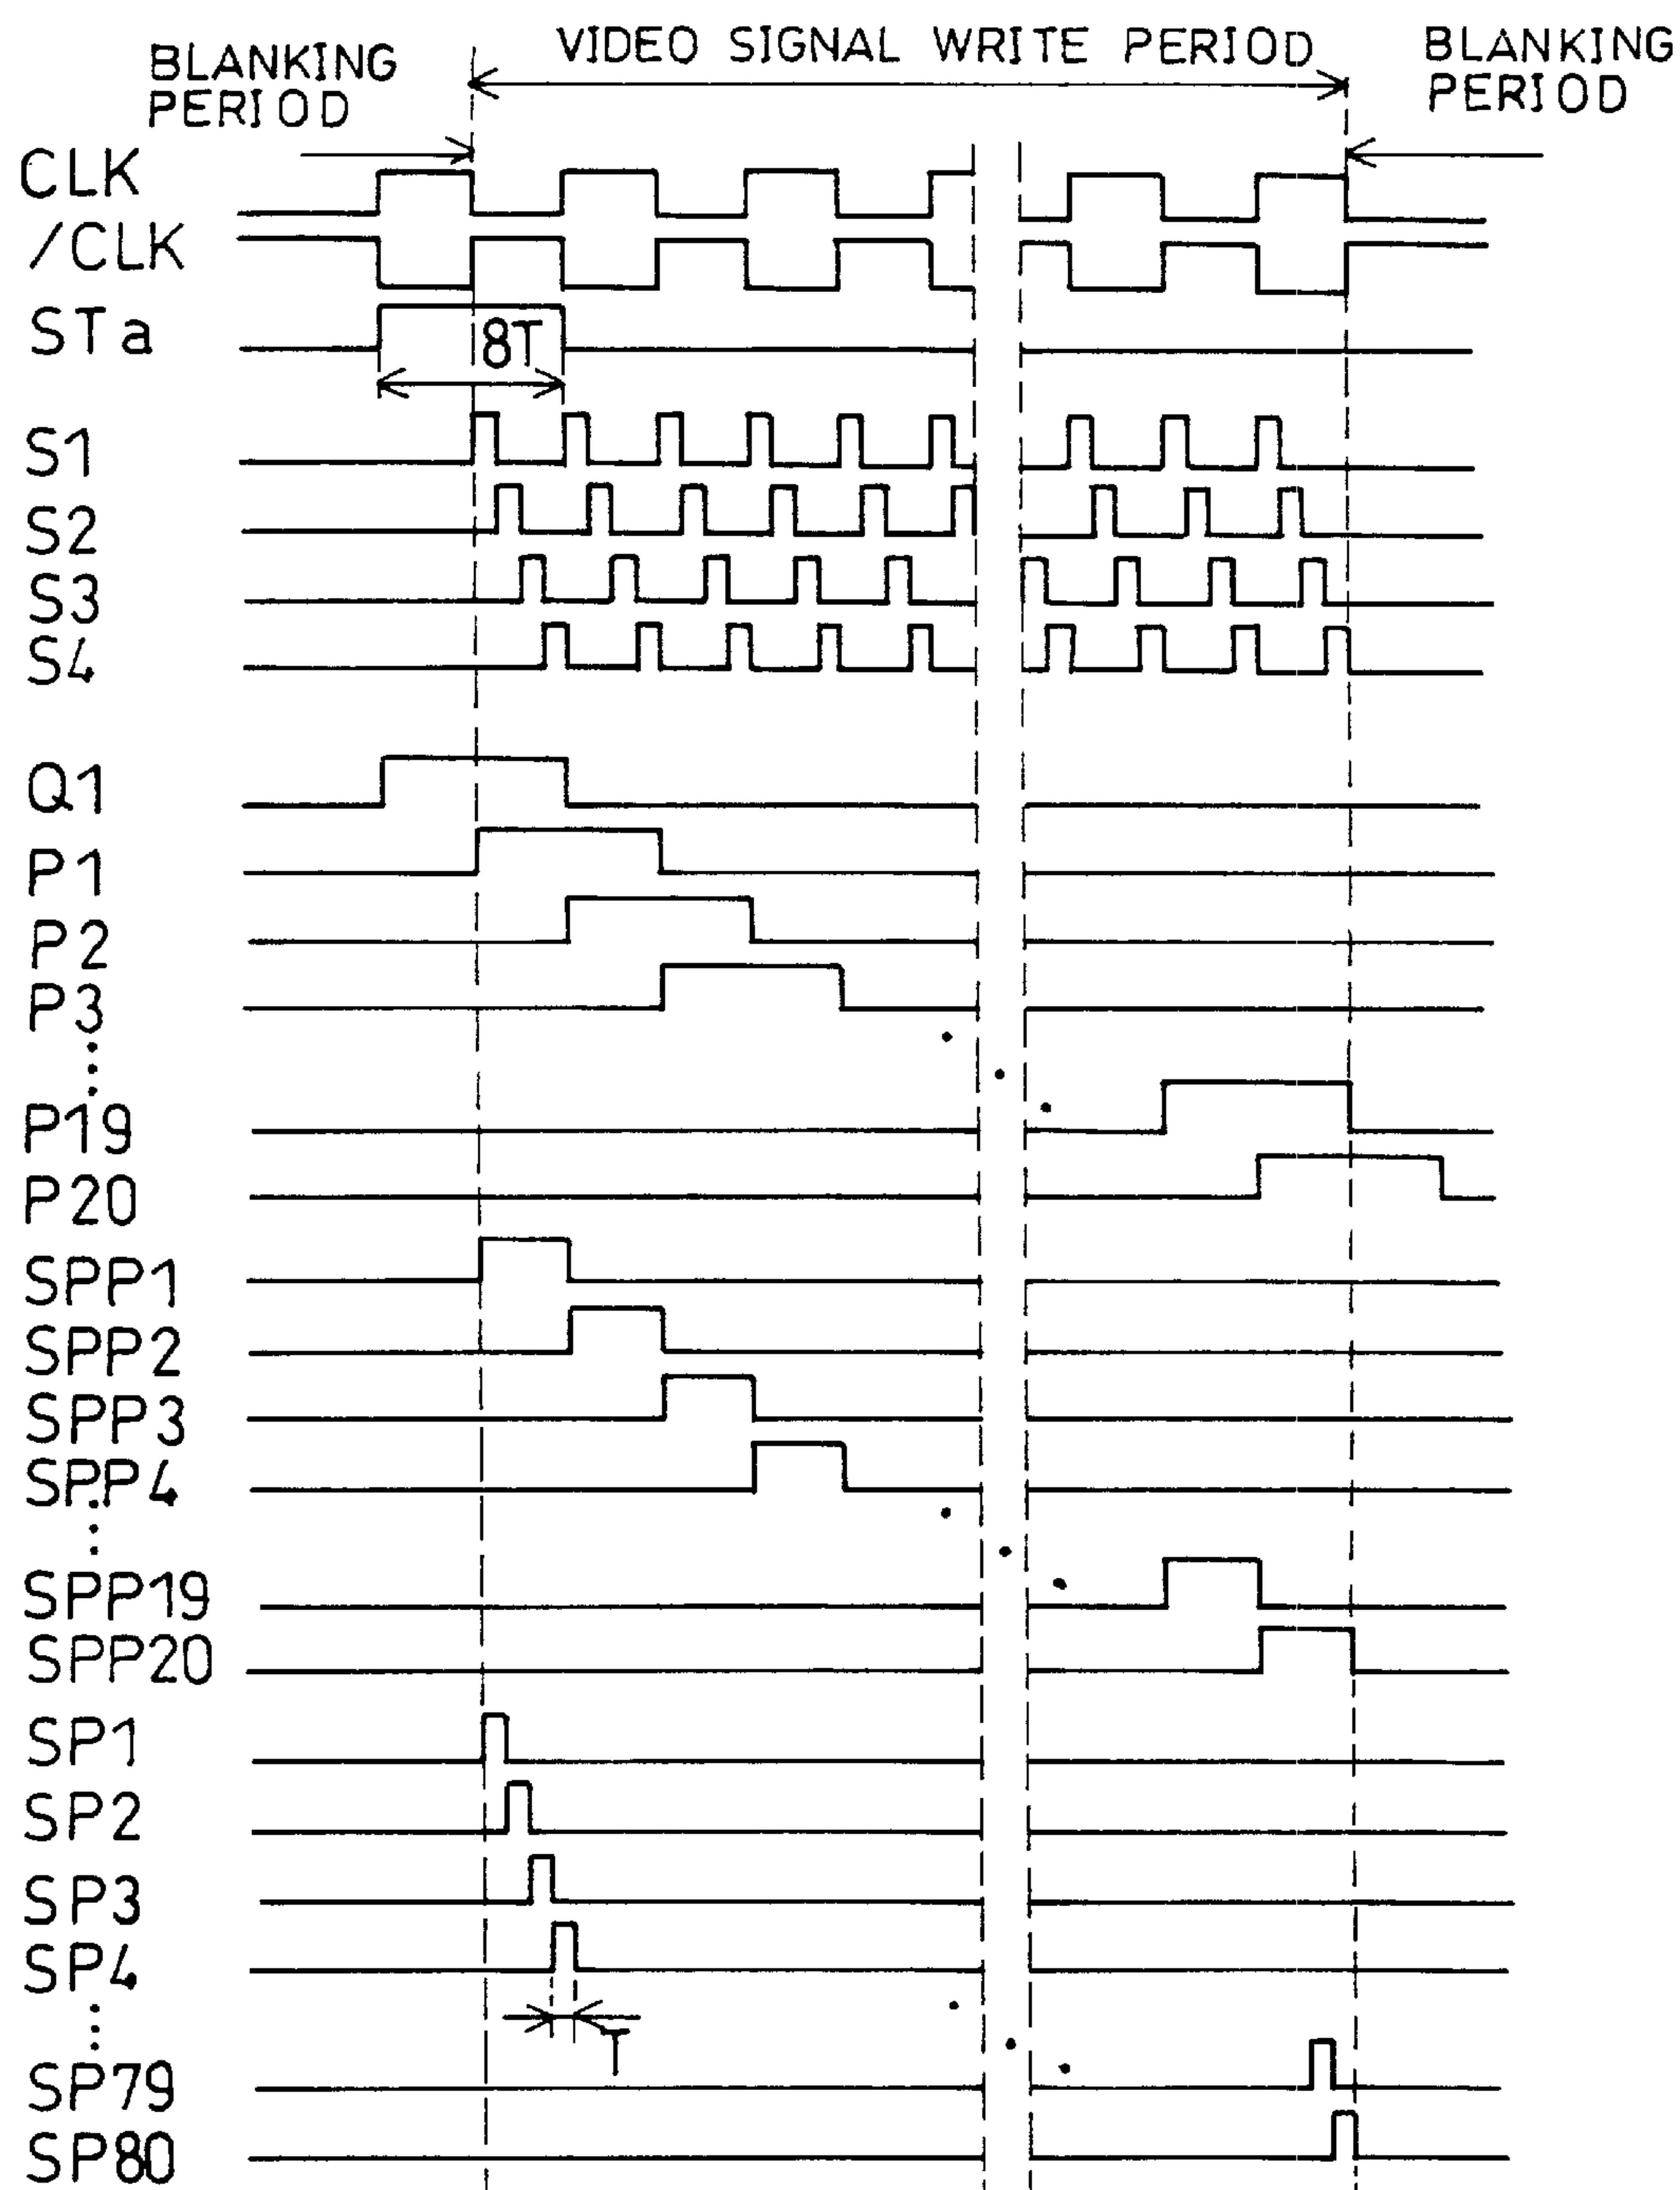 BLANKING PERIOD
VIDEO SIGNAL WRITE PERIOD
BLANKING PERIOD
CLK
/CLK
STa
8T
S1
S2
S3
S4
Q1
P1
P2
P3
P19
P20
SPP1
SPP2
SPP3
SPP4
SPP19
SPP20
SP1
SP2
SP3
SP4
T
SP79
SP80